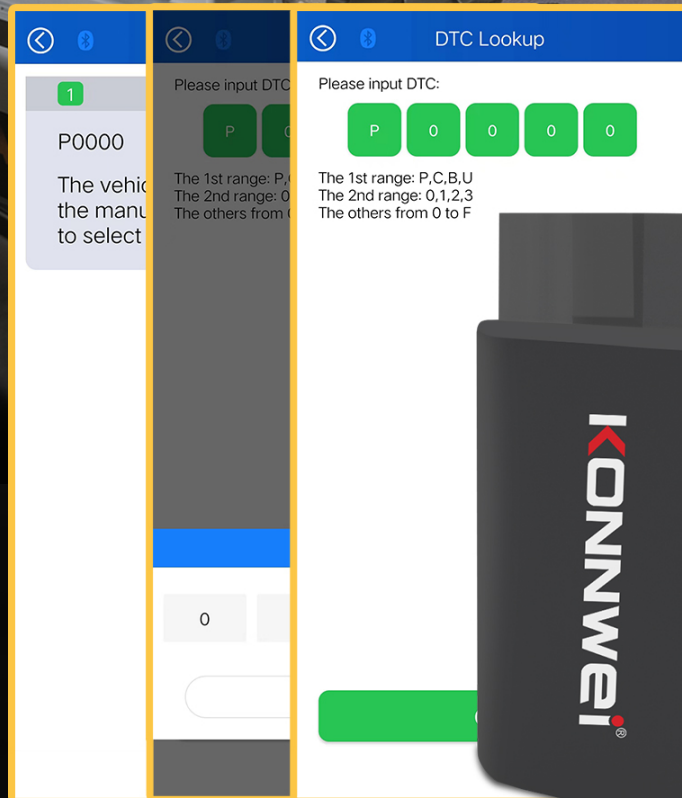 1
P0000
The vehic
the manu
to select
Please input DTC
P
The 1st range: P,
The 2nd range: 0
The others from
0
DTC Lookup
Please input DTC:
P 0 0 0 0
The 1st range: P,C,B,U
The 2nd range: 0,1,2,3
The others from 0 to F
KONNWEI®